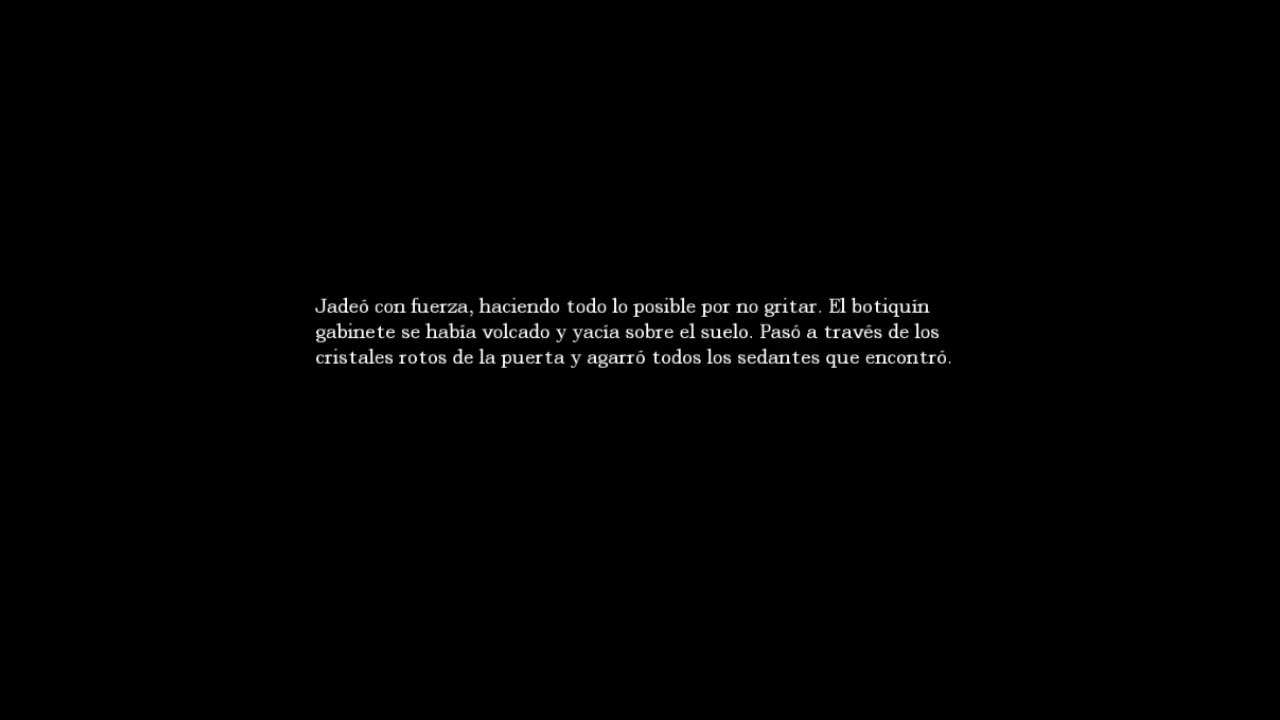 Jadeó con fuerza, haciendo todo lo posible por no gritar. El botiquín
gabinete se había volcado y yacía sobre el suelo. Pasó a través de los
cristales rotos de la puerta y agarró todos los sedantes que encontró.